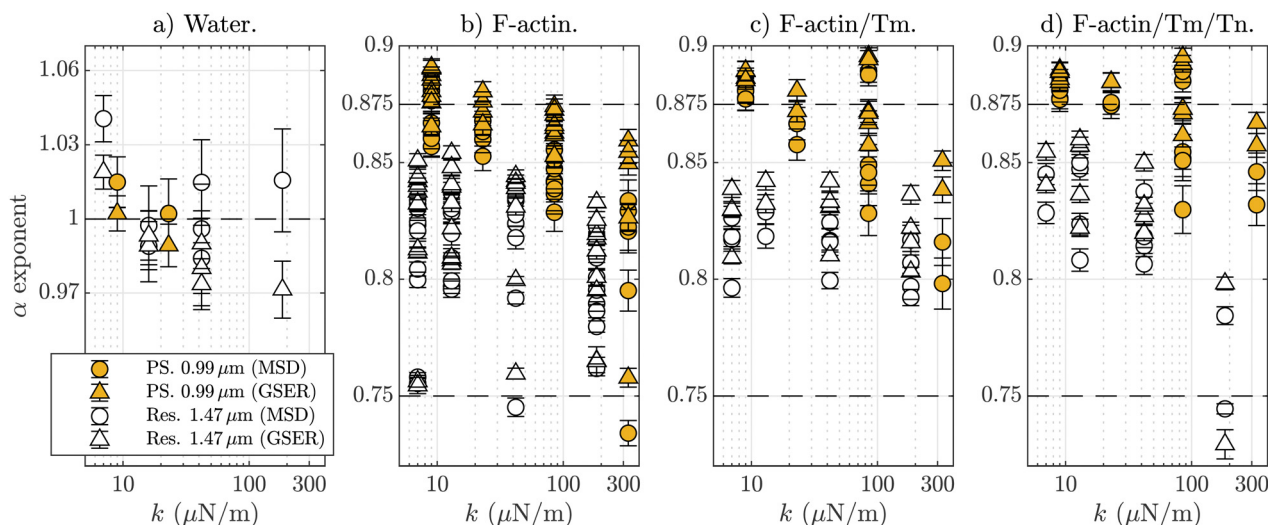 a) Water.
b) F-actin.
c) F-actin/Tm.
d) F-actin/Tm/Tn.
α exponent
1.06
1.03
1
0.97
0.9
0.875
0.85
0.8
0.75
0.9
0.875
0.85
0.8
0.75
0.9
0.875
0.85
0.8
0.75
PS. 0.99 μm (MSD)
PS. 0.99 μm (GSER)
Res. 1.47 μm (MSD)
Res. 1.47 μm (GSER)
10 100 300
10 100 300
10 100 300
10 100 300
k (μN/m)
k (μN/m)
k (μN/m)
k (μN/m)